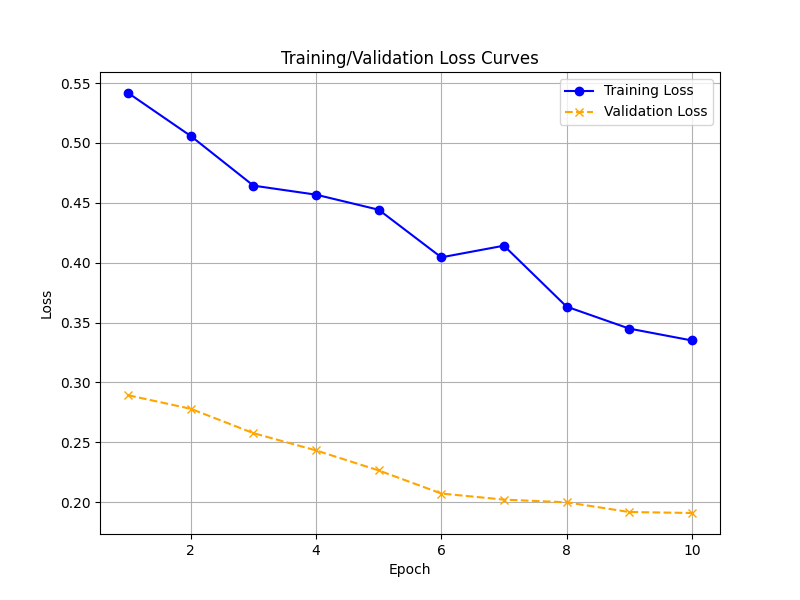 Training/Validation Loss Curves
Training Loss
Validation Loss
0.55
0.50
0.45
0.40
0.35
0.30
0.25
0.20
Loss
2 4 6 8 10
Epoch